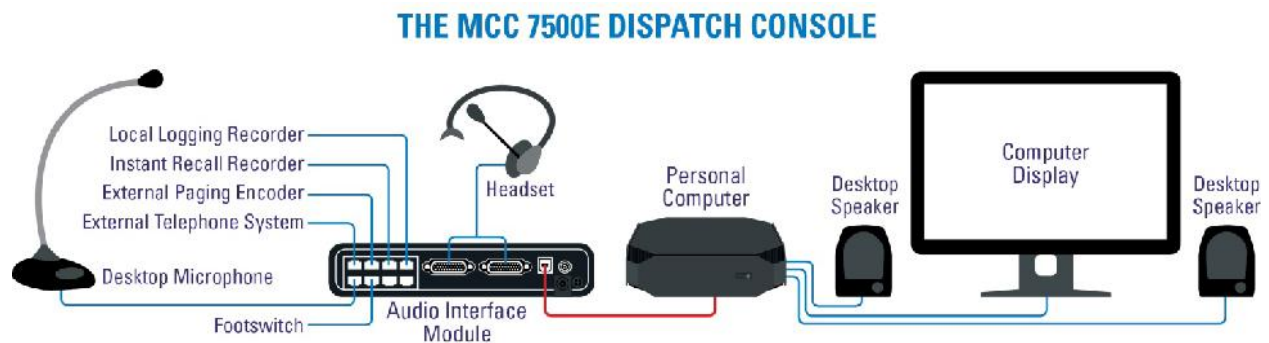 THE MCC 7500E DISPATCH CONSOLE
Local Logging Recorder
Instant Recall Recorder
External Paging Encoder
External Telephone System
Desktop Microphone
Footswitch
Headset
Audio Interface
Module
Personal
Computer
Desktop
Speaker
Computer
Display
Desktop
Speaker